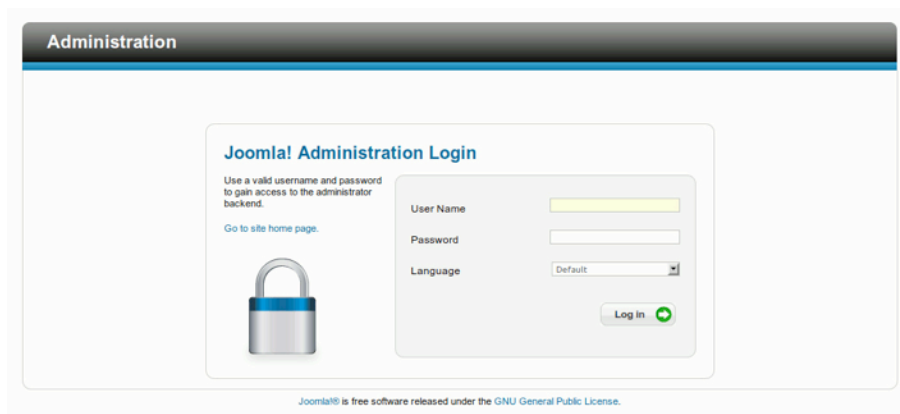 Administration
Joomla! Administration Login
Use a valid username and password
to gain access to the administrator
backend.
Go to site home page.
User Name
Password
Language
Default
Log in
Joomla!® is free software released under the GNU General Public License.